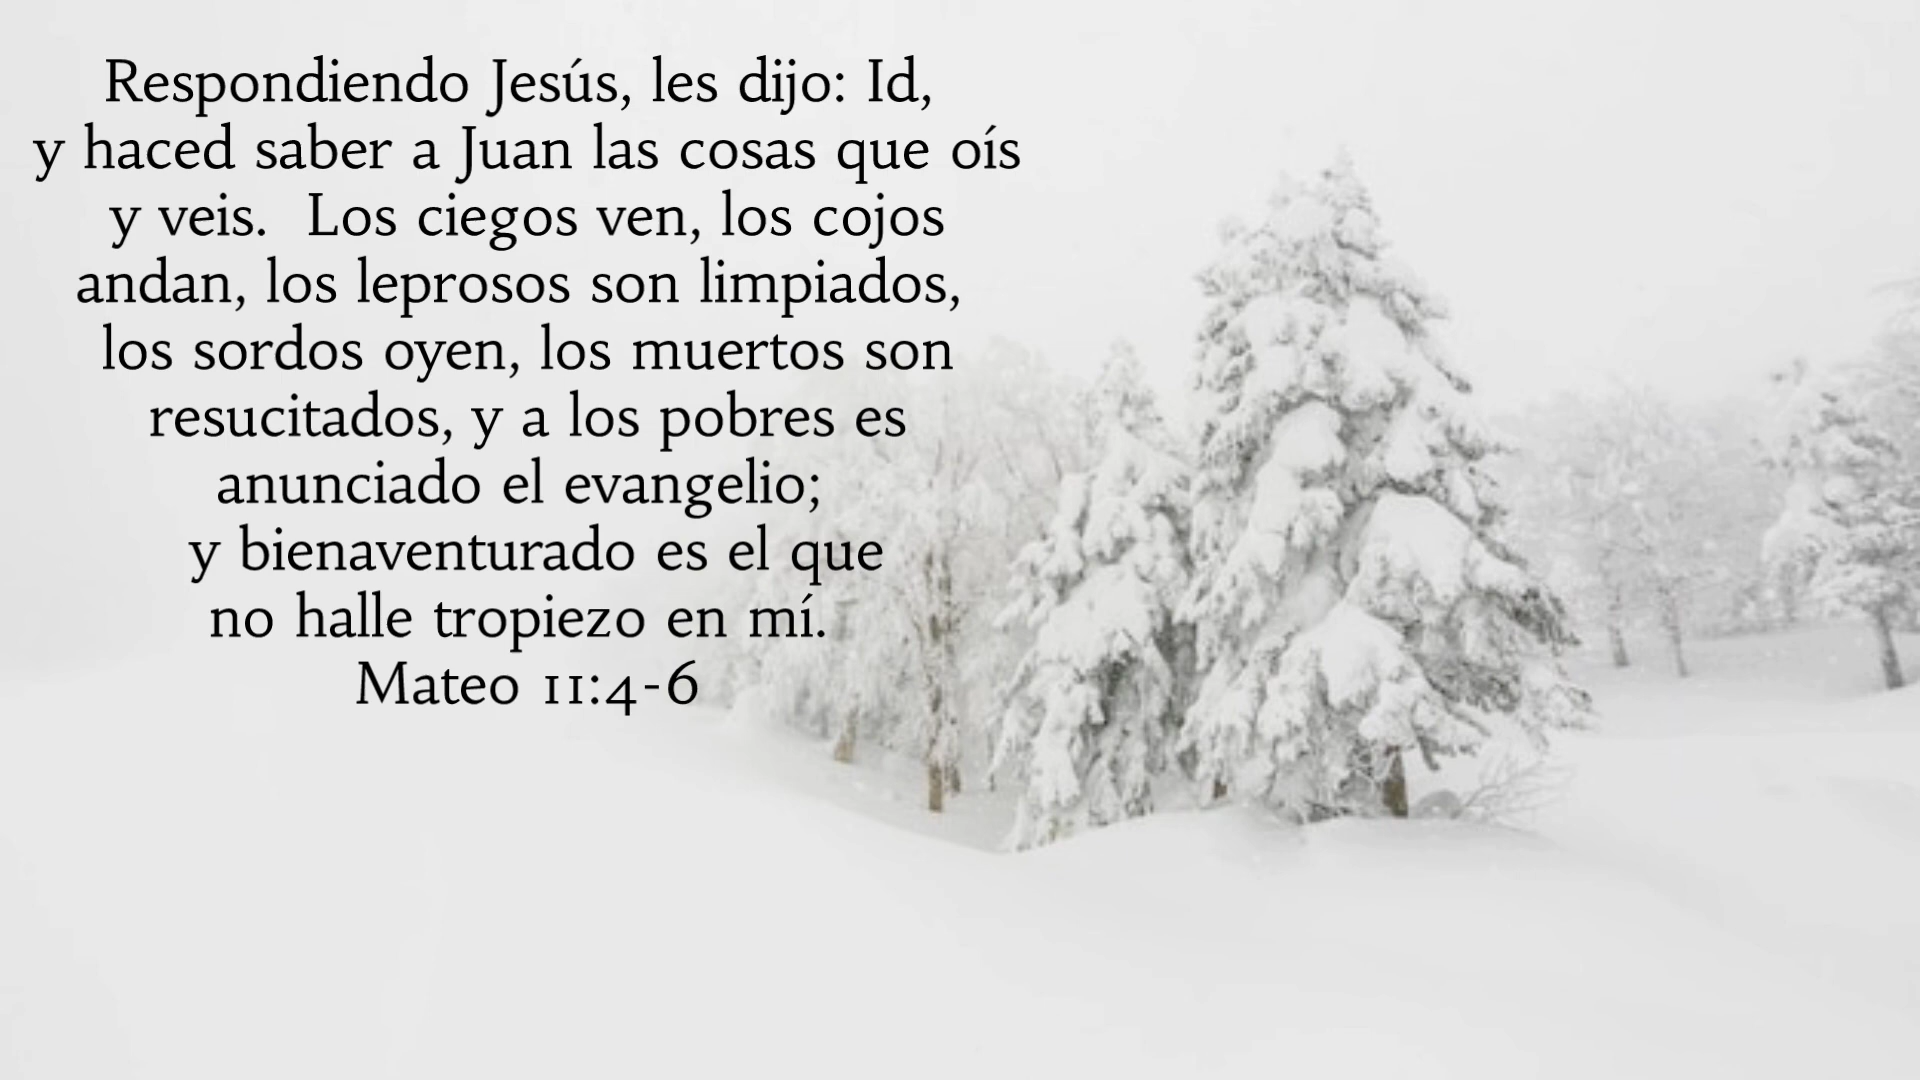 Respondiendo Jesús, les dijo: Id,
y haced saber a Juan las cosas que oís
y veis.  Los ciegos ven, los cojos
andan, los leprosos son limpiados,
los sordos oyen, los muertos son
resucitados, y a los pobres es
anunciado el evangelio;
y bienaventurado es el que
no halle tropiezo en mí.
Mateo 11:4-6